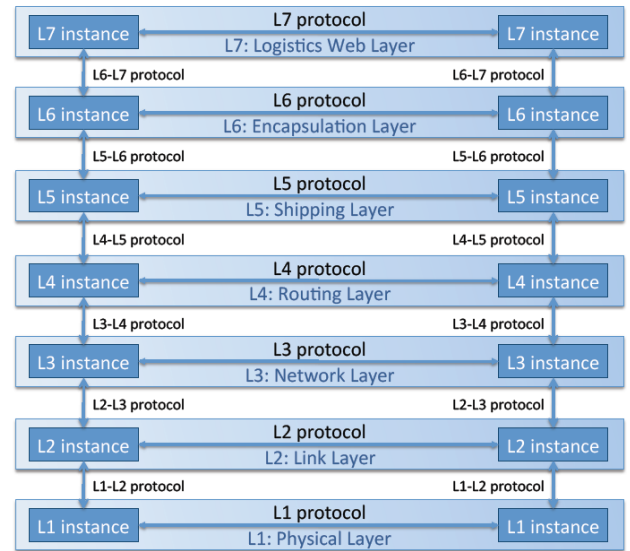 L7 protocol
L7 instance L7 instance
L7: Logistics Web Layer
L6-L7 protocol L6-L7 protocol
L6 protocol
L6 instance L6 instance
L6: Encapsulation Layer
L5-L6 protocol L5-L6 protocol
L5 protocol
L5 instance L5 instance
L5: Shipping Layer
L4-L5 protocol L4-L5 protocol
L4 protocol
L4 instance L4 instance
L4: Routing Layer
L3-L4 protocol L3-L4 protocol
L3 protocol
L3 instance L3 instance
L3: Network Layer
L2-L3 protocol L2-L3 protocol
L2 protocol
L2 instance L2 instance
L2: Link Layer
L1-L2 protocol L1-L2 protocol
L1 protocol
L1 instance L1 instance
L1: Physical Layer